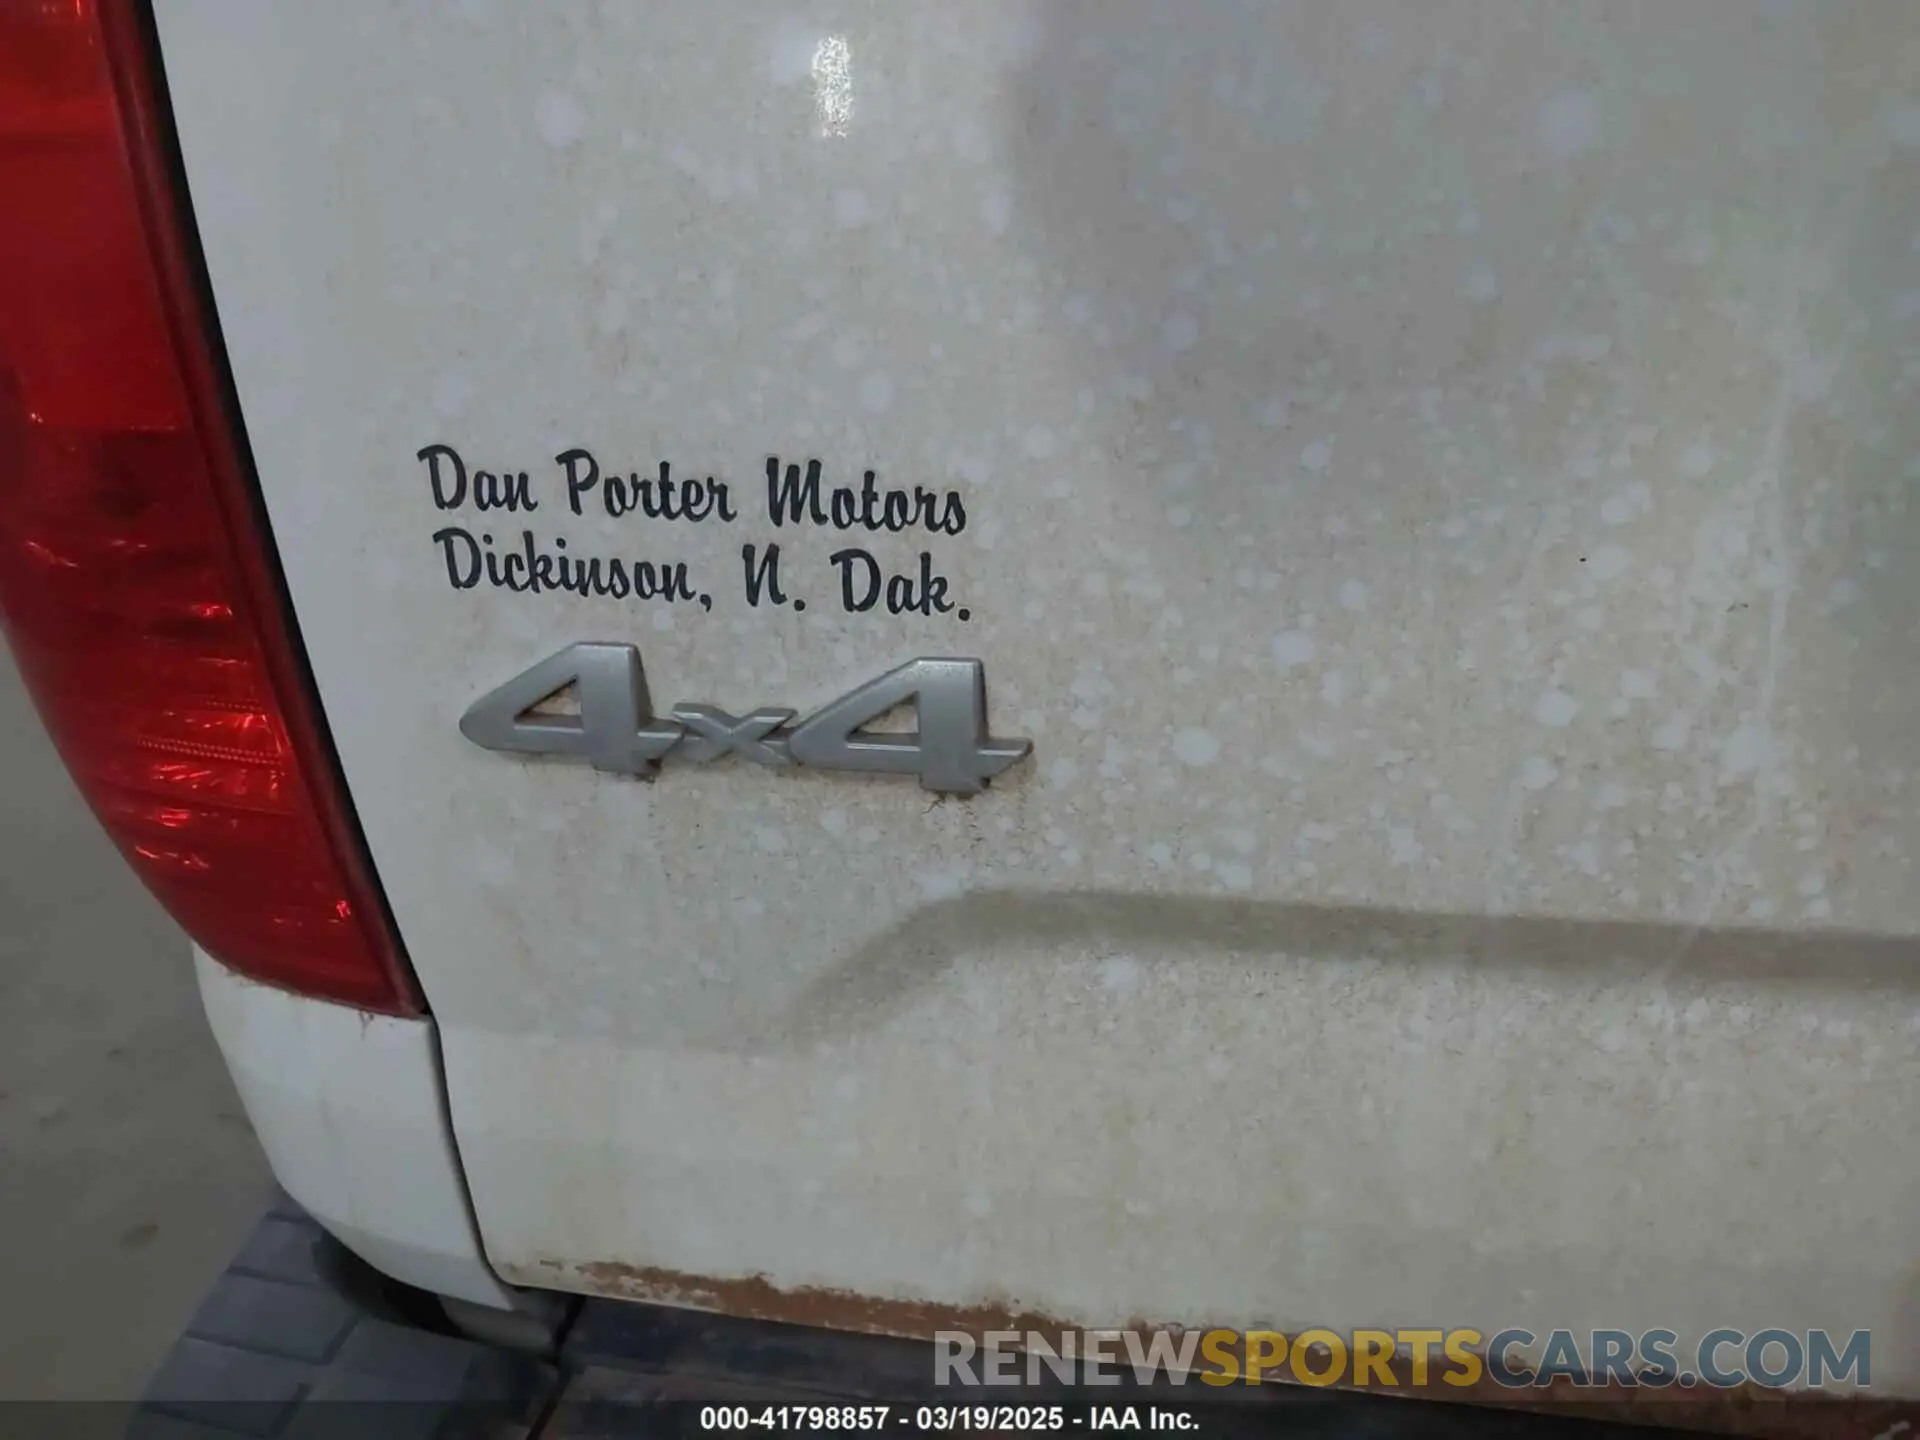 Dan Porter Motors
Dickinson, N. Dak.
4x4
RENEWSPORTSCARS.COM
000-41798857 - 03/19/2025 - IAA Inc.